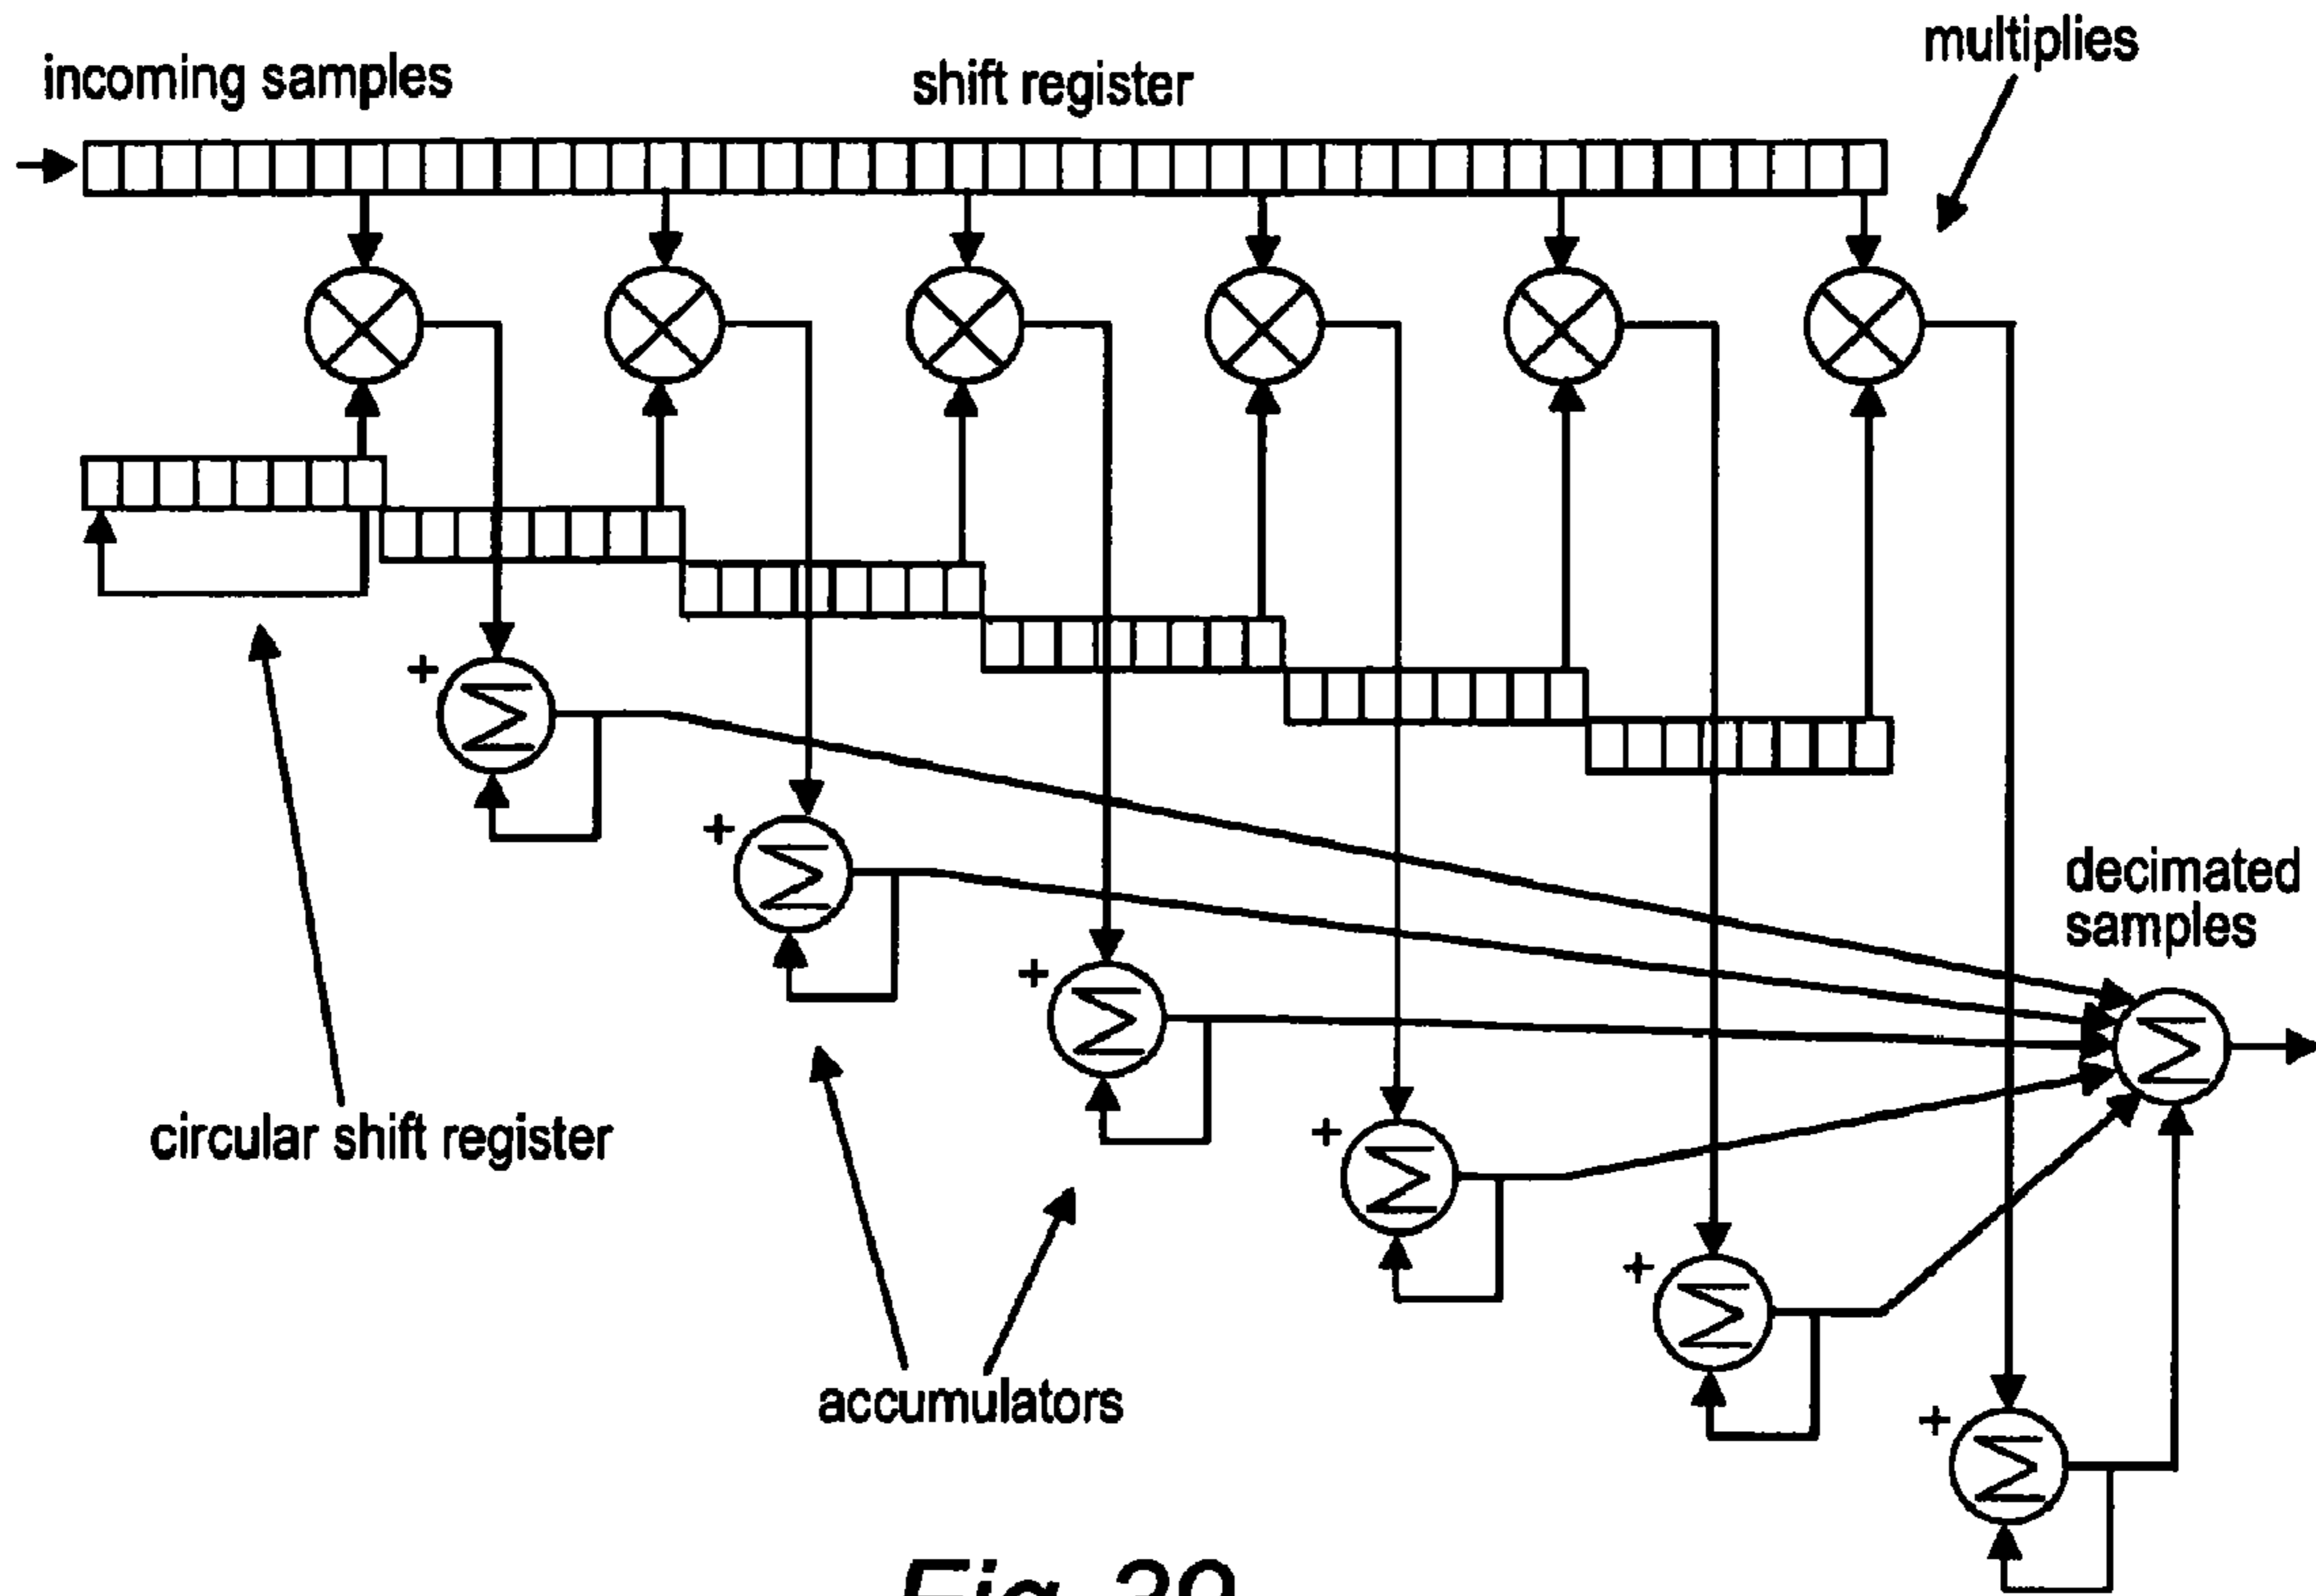 incoming samples
shift register
multiplies
+
+
decimated
samples
+
circular shift register
+
+
accumulators
+